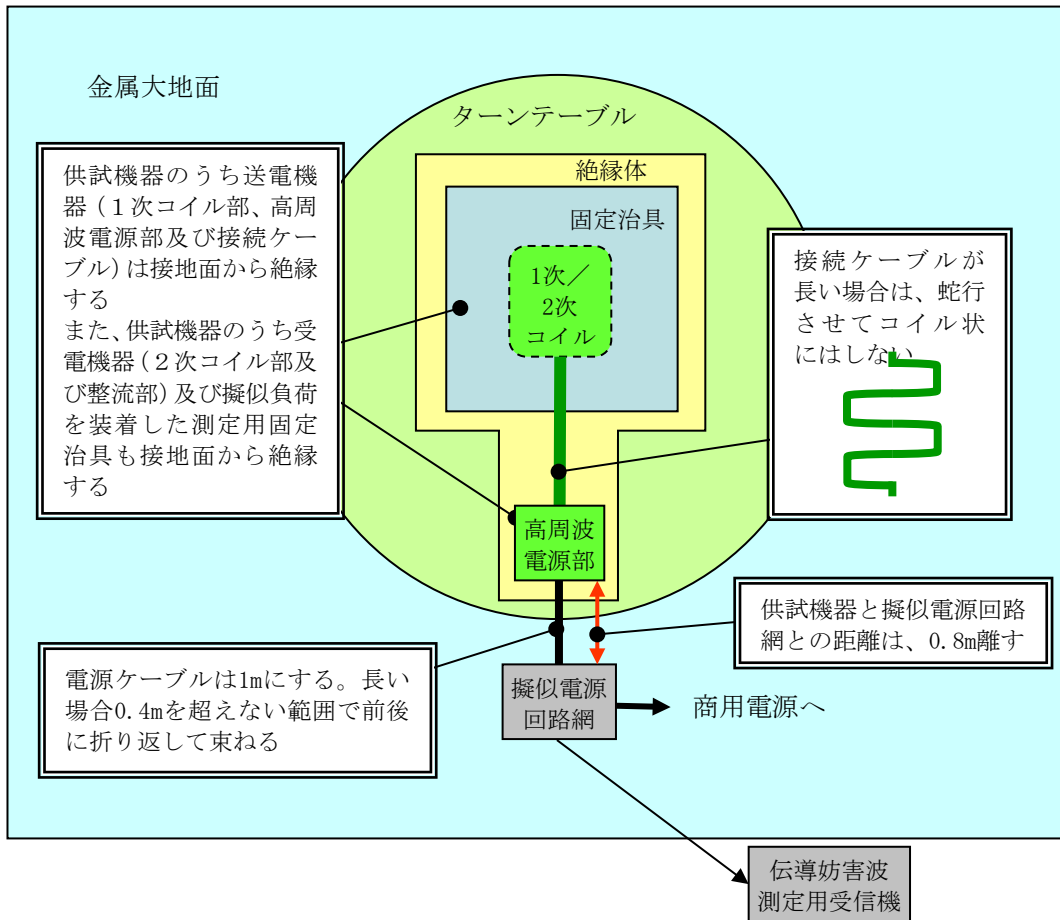 金属大地面
ターンテーブル
絶縁体
固定治具
1次／
2次
コイル
供試機器のうち送電機
器（１次コイル部、高周
波電源部及び接続ケー
ブル）は接地面から絶縁
する
また、供試機器のうち受
電機器（２次コイル部及
び整流部）及び擬似負荷
を装着した測定用固定
治具も接地面から絶縁
する
接続ケーブルが
長い場合は、蛇行
させてコイル状
にはしない
高周波
電源部
供試機器と擬似電源回路
網との距離は、0.8m離す
電源ケーブルは1mにする。長い
場合0.4mを超えない範囲で前後
に折り返して束ねる
擬似電源
回路網
商用電源へ
伝導妨害波
測定用受信機